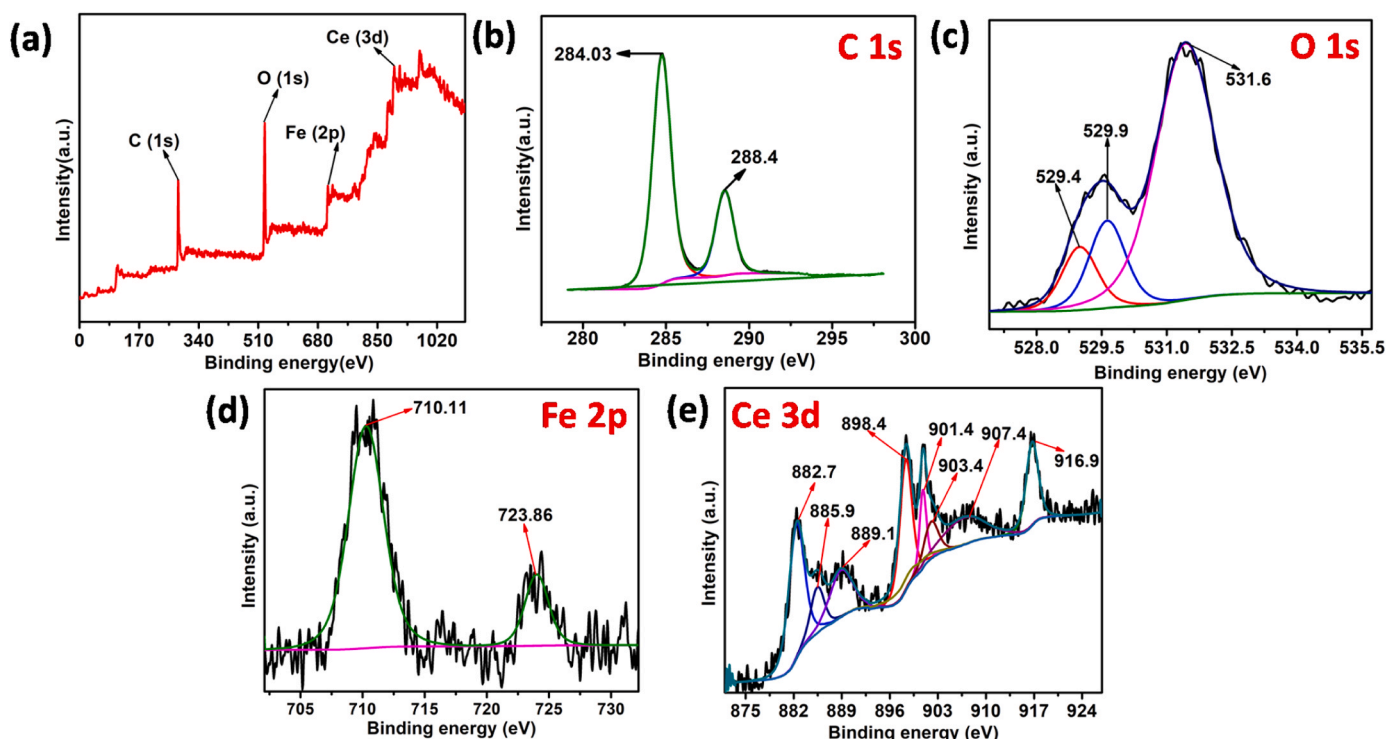 (a)
Ce (3d)
O (1s)
Fe (2p)
C (1s)
Intensity(a.u.)
0 170 340 510 680 850 1020
Binding energy(eV)
(b)
C 1s
284.03
288.4
Intensity(a.u.)
280 285 290 295 300
Binding energy (eV)
(c)
O 1s
531.6
529.9
529.4
Intensity (a.u.)
528.0 529.5 531.0 532.5 534.0 535.5
Binding energy (eV)
(d)
Fe 2p
710.11
723.86
Intensity (a.u.)
705 710 715 720 725 730
Binding energy (eV)
(e)
Ce 3d
898.4
901.4
907.4
903.4
916.9
882.7
885.9
889.1
Intensity (a.u.)
875 882 889 896 903 910 917 924
Binding energy (eV)